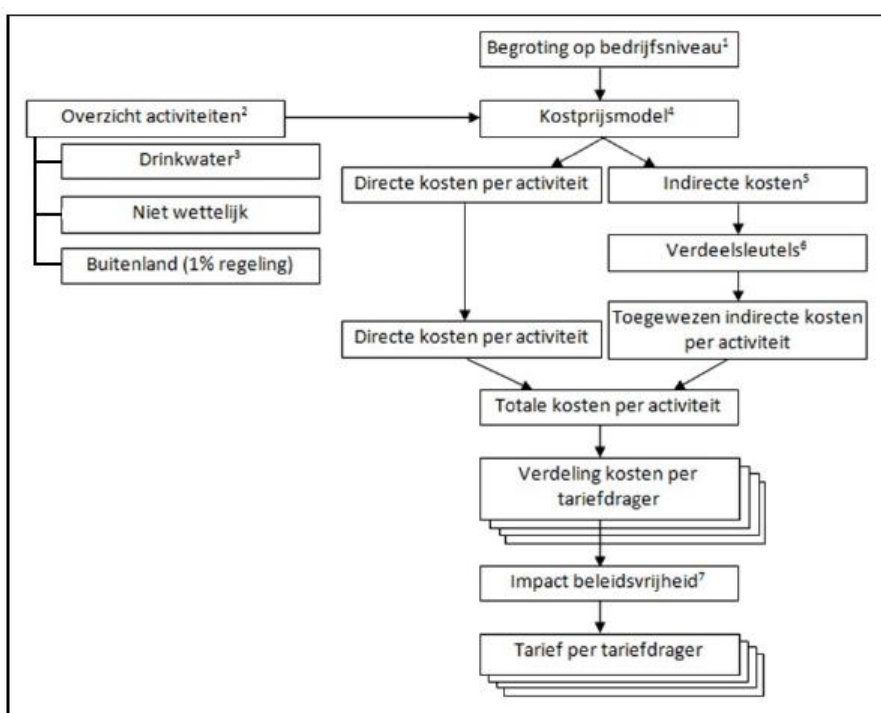 Begroting op bedrijfsniveau¹
Overzicht activiteiten²
Kostprijsmodel⁴
Drinkwater³
Directe kosten per activiteit
Indirecte kosten⁵
Niet wettelijk
Verdeelsleutels⁶
Buitenland (1% regeling)
Directe kosten per activiteit
Toegewezen indirecte kosten
per activiteit
Totale kosten per activiteit
Verdeling kosten per
tariefdrager
Impact beleidsvrijheid⁷
Tarief per tariefdrager